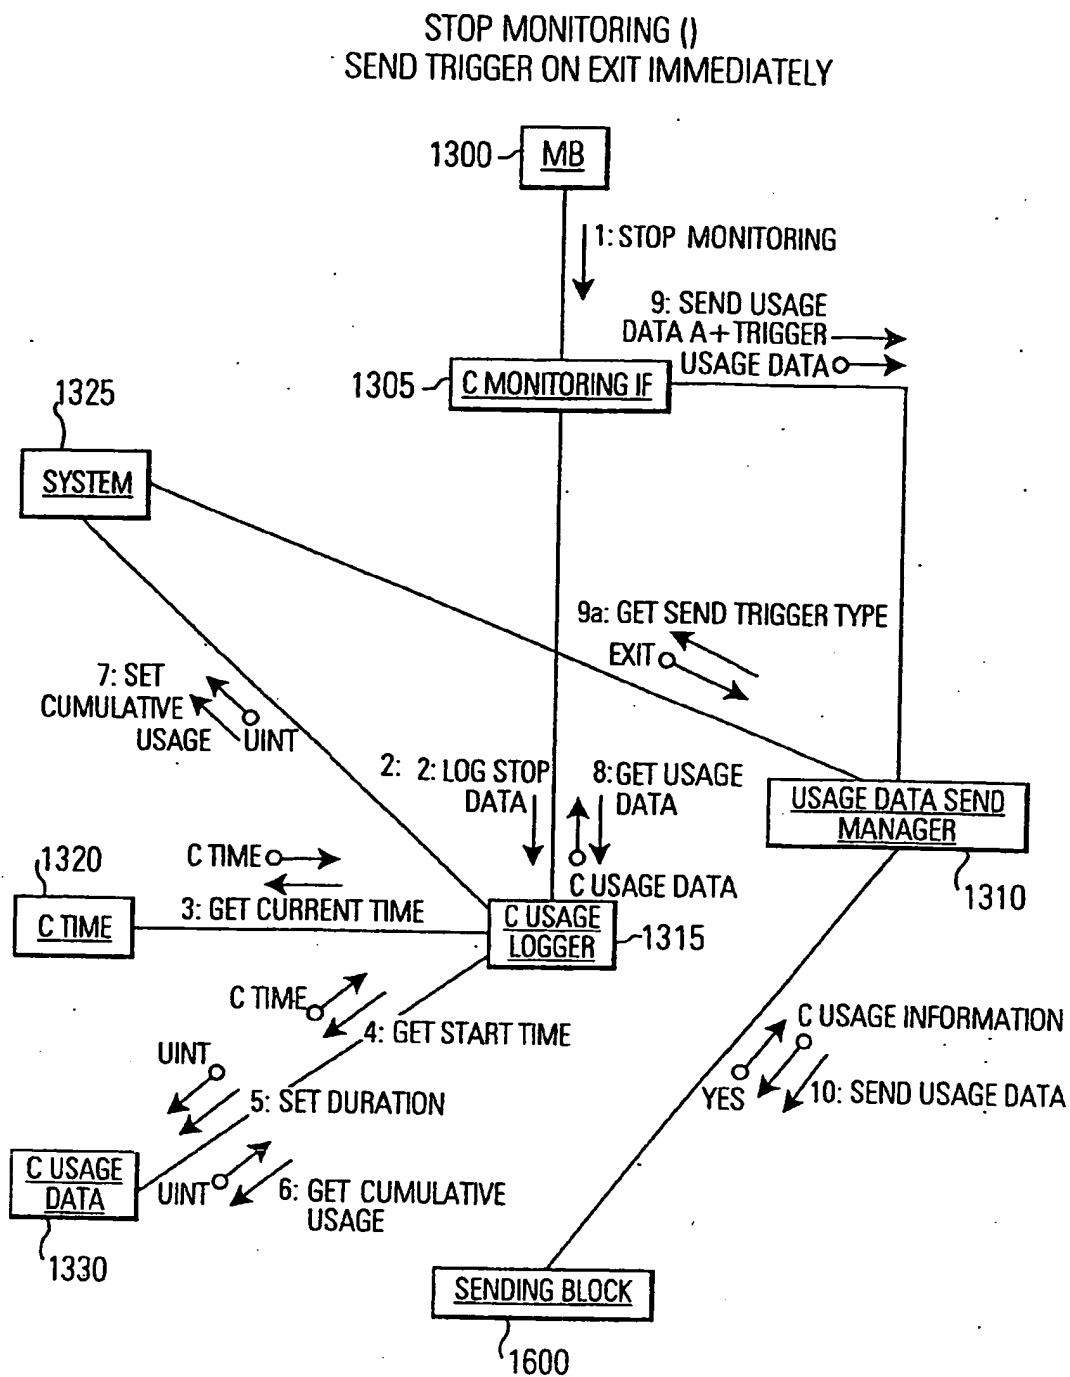 STOP MONITORING ()
SEND TRIGGER ON EXIT IMMEDIATELY
1300
MB
1: STOP MONITORING
9: SEND USAGE
DATA A+TRIGGER
USAGE DATA
1305
C MONITORING IF
1325
SYSTEM
9a: GET SEND TRIGGER TYPE
EXIT
7: SET
CUMULATIVE
USAGE
UINT
2: 2: LOG STOP
DATA
8: GET USAGE
DATA
C USAGE DATA
USAGE DATA SEND
MANAGER
1310
1320
C TIME
C TIME
3: GET CURRENT TIME
C USAGE
LOGGER
1315
C TIME
4: GET START TIME
UINT
5: SET DURATION
C USAGE INFORMATION
YES
10: SEND USAGE DATA
C USAGE
DATA
UINT
6: GET CUMULATIVE
USAGE
1330
SENDING BLOCK
1600